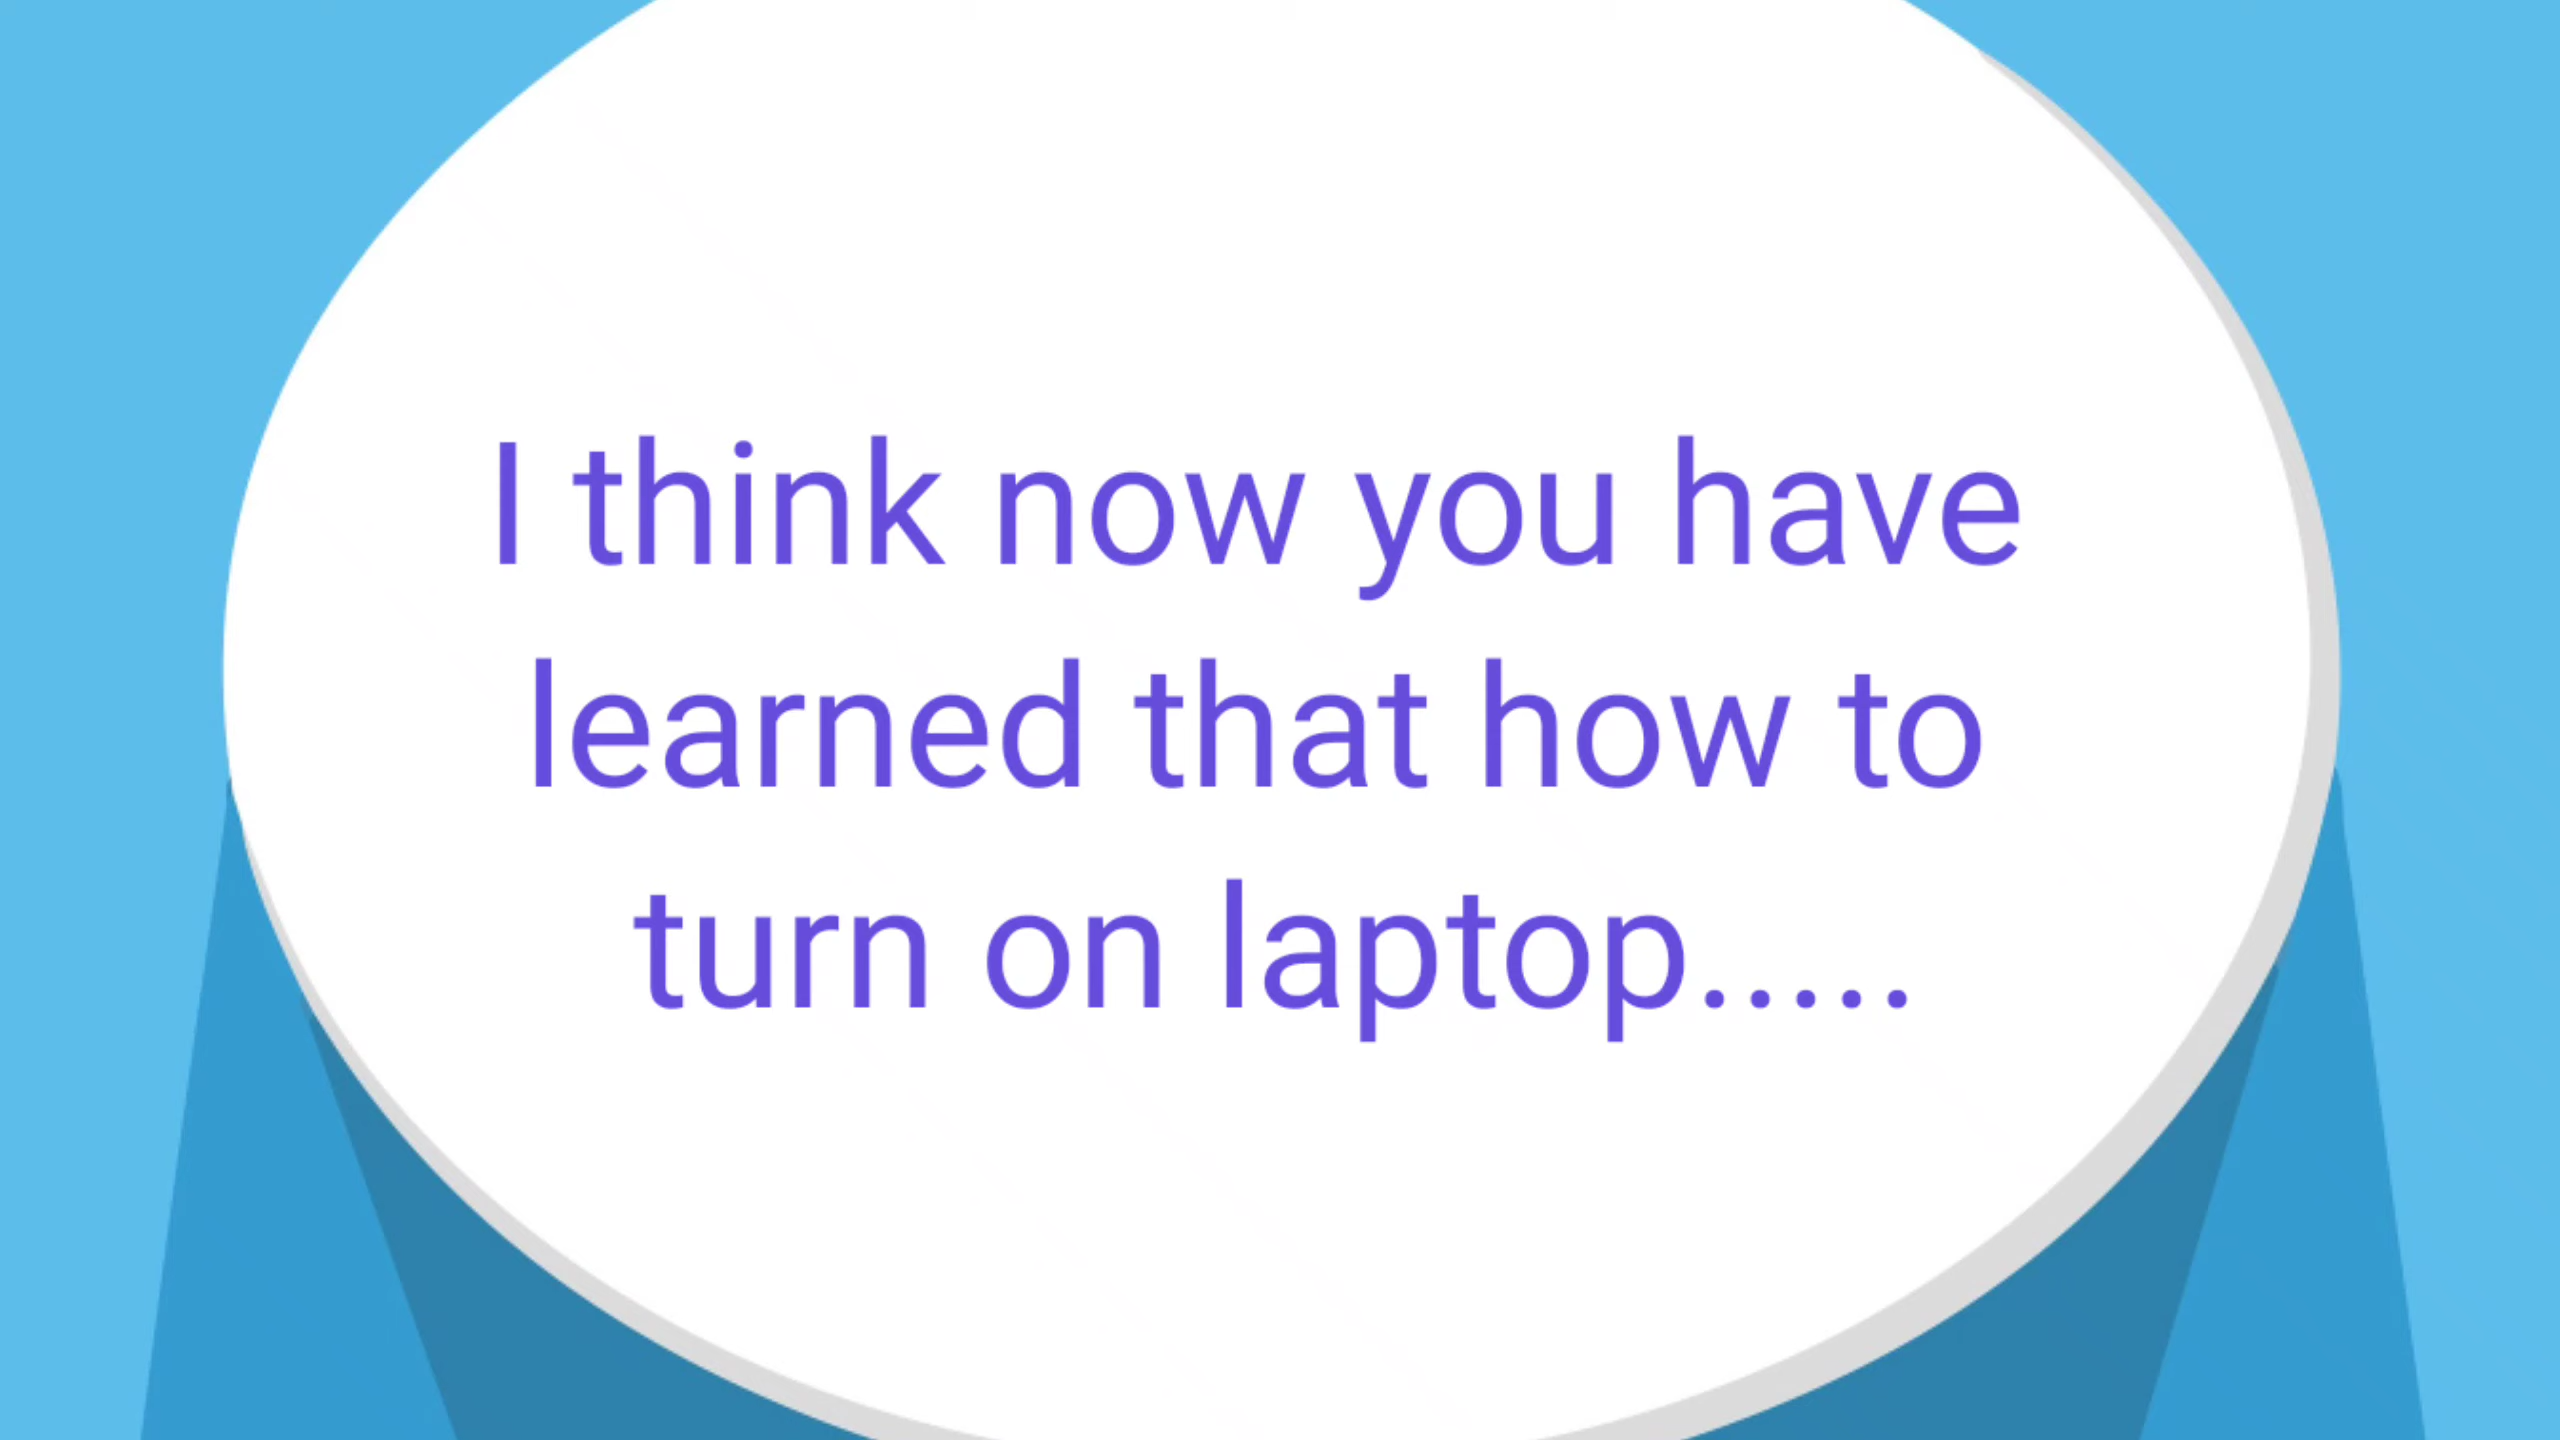 I think now you have
learned that how to
turn on laptop.....